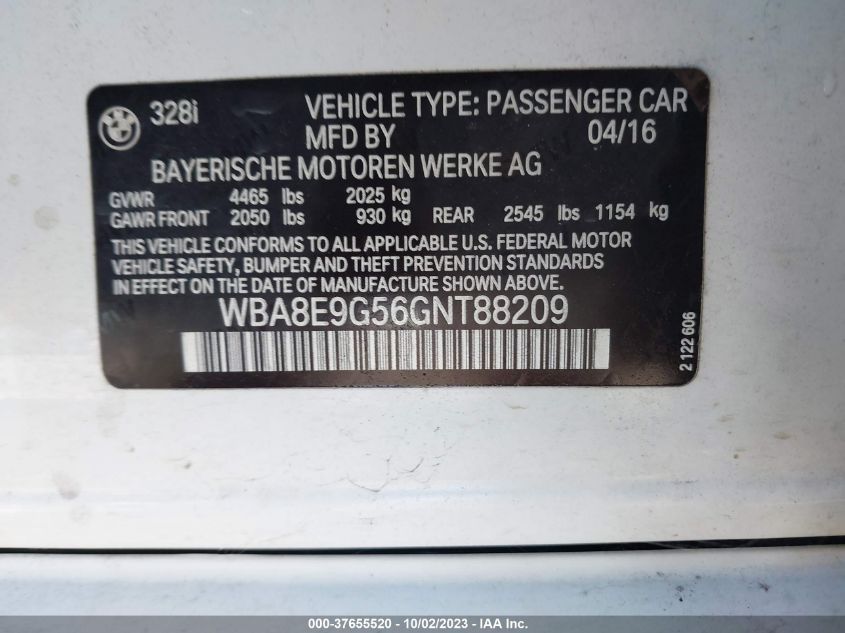 BMW
328i VEHICLE TYPE: PASSENGER CAR
MFD BY 04/16
BAYERISCHE MOTOREN WERKE AG
GVWR 4465 lbs 2025 kg
GAWR FRONT 2050 lbs 930 kg REAR 2545 lbs 1154 kg
THIS VEHICLE CONFORMS TO ALL APPLICABLE U.S. FEDERAL MOTOR
VEHICLE SAFETY, BUMPER AND THEFT PREVENTION STANDARDS
IN EFFECT ON THE DATE OF MANUFACTURE SHOWN ABOVE.
WBA8E9G56GNT88209
2 122 606
000-37655520 - 10/02/2023 - IAA Inc.